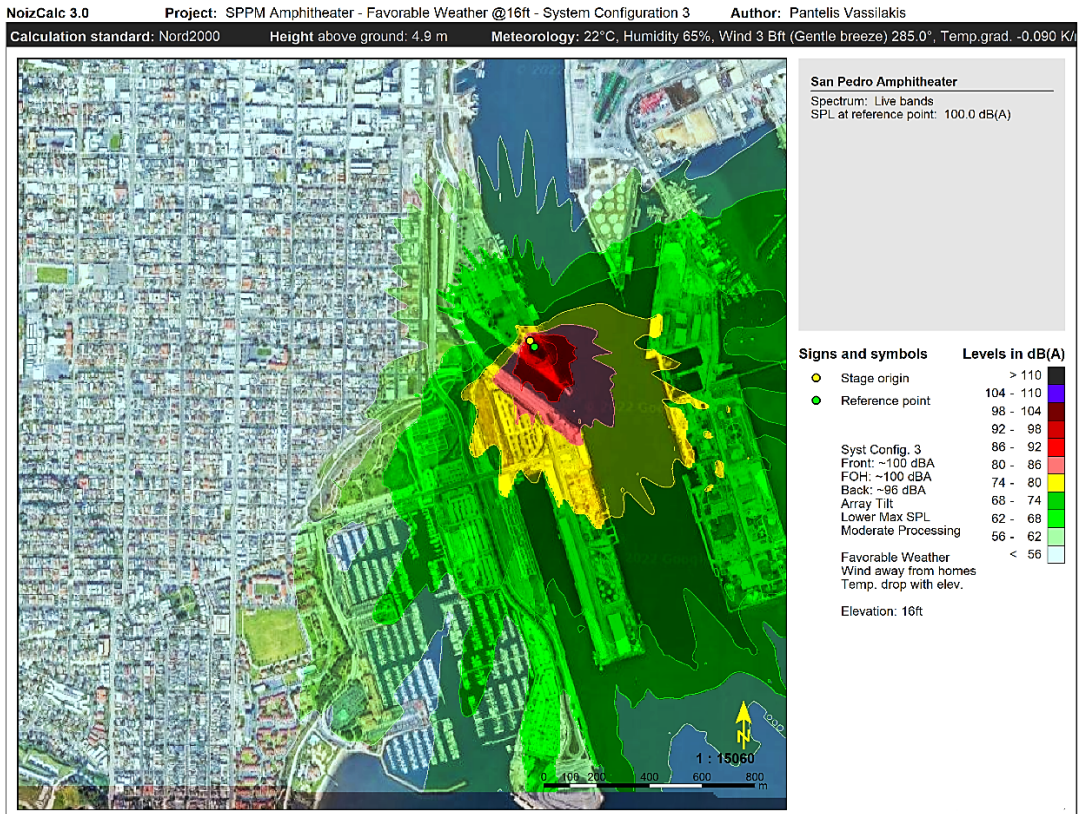 NoizCalc 3.0 Project: SPPM Amphitheater - Favorable Weather @16ft - System Configuration 3 Author: Pantelis Vassilakis
Calculation standard: Nord2000 Height above ground: 4.9 m Meteorology: 22°C, Humidity 65%, Wind 3 Bft (Gentle breeze) 285.0°, Temp.grad. -0.090 K/
San Pedro Amphitheater
Spectrum: Live bands
SPL at reference point: 100.0 dB(A)
Signs and symbols Levels in dB(A)
Stage origin
Reference point
> 110
104 - 110
98 - 104
92 - 98
86 - 92
80 - 86
74 - 80
68 - 74
62 - 68
56 - 62
< 56
Syst Config. 3
Front: ~100 dBA
FOH: ~100 dBA
Back: ~96 dBA
Array Tilt
Lower Max SPL
Moderate Processing
Favorable Weather
Wind away from homes
Temp. drop with elev.
Elevation: 16ft
N
1 : 15060
0 100 200 400 600 800
m